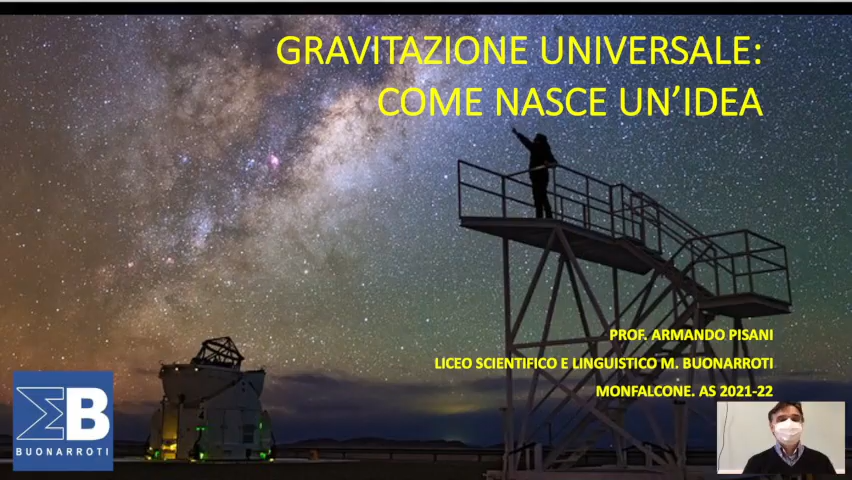 GRAVITAZIONE UNIVERSALE:
COME NASCE UN'IDEA
PROF. ARMANDO PISANI
LICEO SCIENTIFICO E LINGUISTICO M. BUONARROTI
MONFALCONE. AS 2021-22
ΣB
BUONARROTI